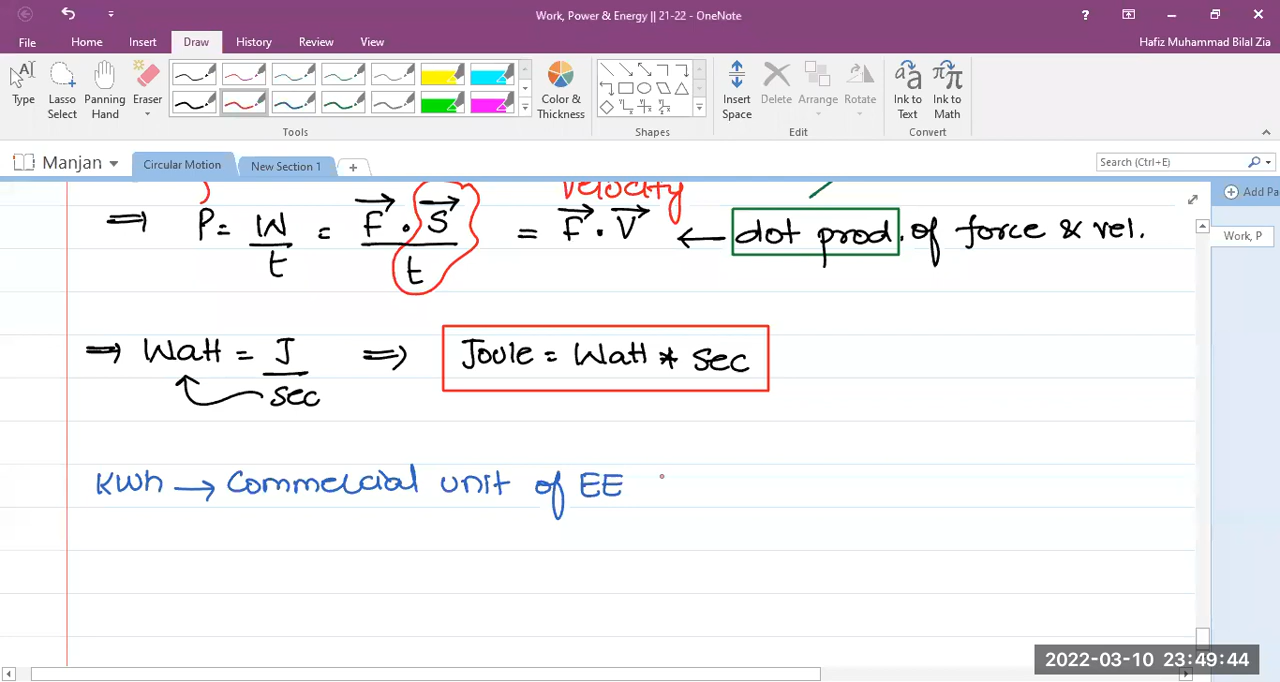 Work, Power & Energy || 21-22 - OneNote
Hafiz Muhammad Bilal Zia
File Home Insert Draw History Review View
Type Lasso Select Panning Hand Eraser Color & Thickness Insert Space Delete Arrange Rotate Ink to Text Ink to Math
Tools Shapes Edit Convert
Manjan Circular Motion New Section 1 Search (Ctrl+E)
Add Pa
Work, P
velocity
⇒ P = W/t = F⃗ . S⃗/t = F⃗ . V⃗ ← dot prod. of force & vel.
⇒ Watt = J/sec ⇒ Joule = Watt * sec
KWh → Commercial unit of EE
2022-03-10 23:49:44